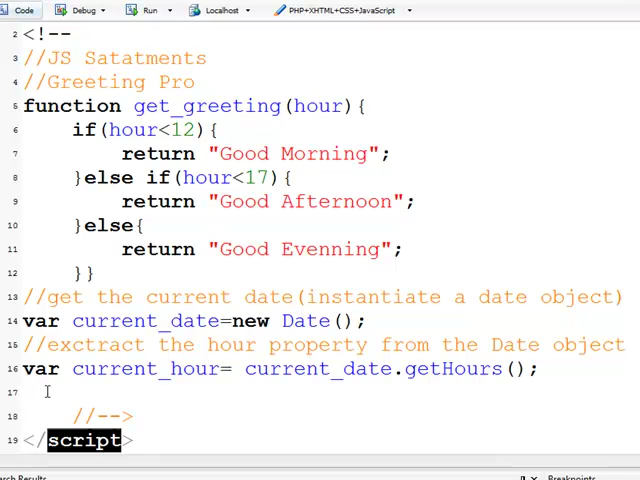 Code Debug Run Localhost PHP+XHTML+CSS+JavaScript
2 <!--
3 //JS Satatments
4 //Greeting Pro
5 function get_greeting(hour){
6 if(hour<12){
7 return "Good Morning";
8 }else if(hour<17){
9 return "Good Afternoon";
10 }else{
11 return "Good Evenning";
12 }}
13 //get the current date(instantiate a date object)
14 var current_date=new Date();
15 //exctract the hour property from the Date object
16 var current_hour= current_date.getHours();
17
18 //-->
19 </script>
arch Results Breakpoints